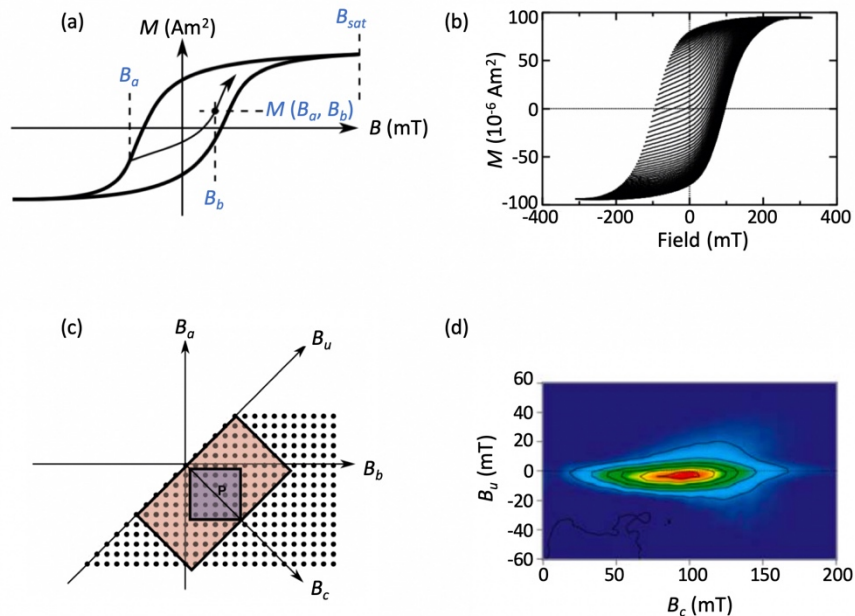 (a)
M (Am²)
B_sat
B_a
M (B_a, B_b)
B (mT)
B_b
(b)
M (10⁻⁶ Am²)
100
50
0
-50
-100
-400
-200
0
200
400
Field (mT)
(c)
B_a
B_u
B_b
P
B_c
(d)
B_u (mT)
60
40
20
0
-20
-40
-60
0
50
100
150
200
B_c (mT)